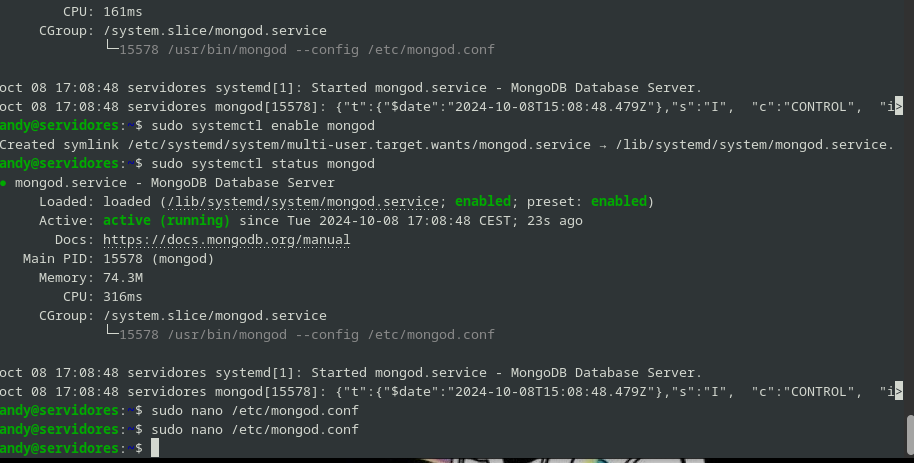 CPU: 161ms
CGroup: /system.slice/mongod.service
└─15578 /usr/bin/mongod --config /etc/mongod.conf
oct 08 17:08:48 servidores systemd[1]: Started mongod.service - MongoDB Database Server.
oct 08 17:08:48 servidores mongod[15578]: {"t":{"$date":"2024-10-08T15:08:48.479Z"},"s":"I",  "c":"CONTROL",  "i>
andy@servidores:~$ sudo systemctl enable mongod
Created symlink /etc/systemd/system/multi-user.target.wants/mongod.service → /lib/systemd/system/mongod.service.
andy@servidores:~$ sudo systemctl status mongod
● mongod.service - MongoDB Database Server
Loaded: loaded (/lib/systemd/system/mongod.service; enabled; preset: enabled)
Active: active (running) since Tue 2024-10-08 17:08:48 CEST; 23s ago
Docs: https://docs.mongodb.org/manual
Main PID: 15578 (mongod)
Memory: 74.3M
CPU: 316ms
CGroup: /system.slice/mongod.service
└─15578 /usr/bin/mongod --config /etc/mongod.conf
oct 08 17:08:48 servidores systemd[1]: Started mongod.service - MongoDB Database Server.
oct 08 17:08:48 servidores mongod[15578]: {"t":{"$date":"2024-10-08T15:08:48.479Z"},"s":"I",  "c":"CONTROL",  "i>
andy@servidores:~$ sudo nano /etc/mongod.conf
andy@servidores:~$ sudo nano /etc/mongod.conf
andy@servidores:~$